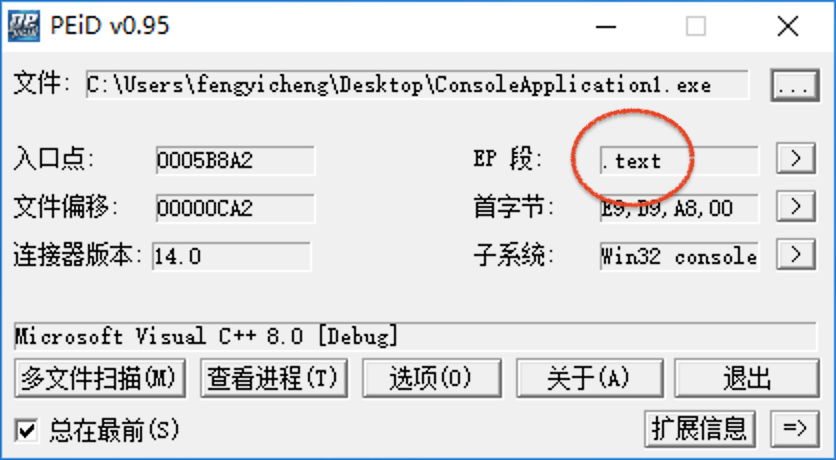 PEiD v0.95
文件: C:\Users\fengyicheng\Desktop\ConsoleApplication1.exe ...
入口点: 0005B8A2 EP 段: .text >
文件偏移: 00000CA2 首字节: E9,D9,A8,00 >
连接器版本: 14.0 子系统: Win32 console >
Microsoft Visual C++ 8.0 [Debug]
多文件扫描(M) 查看进程(T) 选项(O) 关于(A) 退出
总在最前(S) 扩展信息 =>